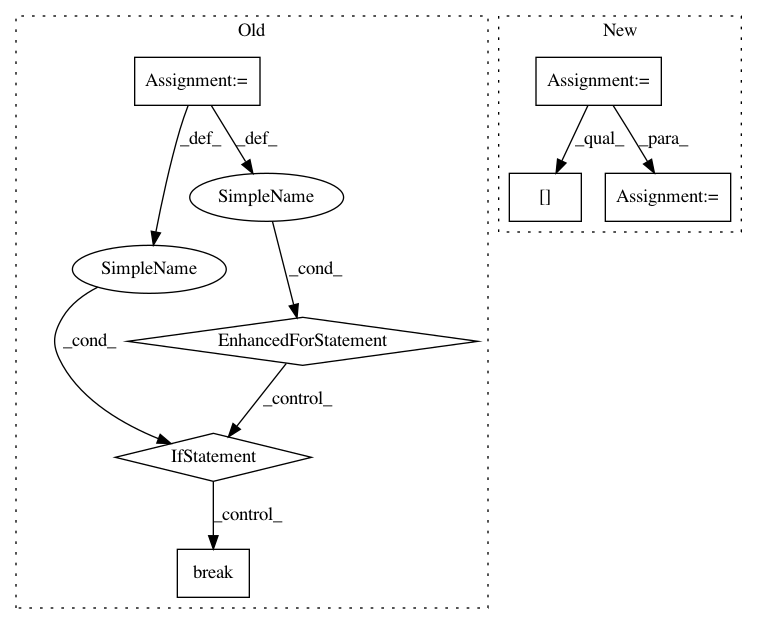 Old
New
Assignment:=
Assignment:=
_def_
_def_
_qual_
_para_
SimpleName
[]
Assignment:=
SimpleName
_cond_
_cond_
EnhancedForStatement
_control_
IfStatement
_control_
break